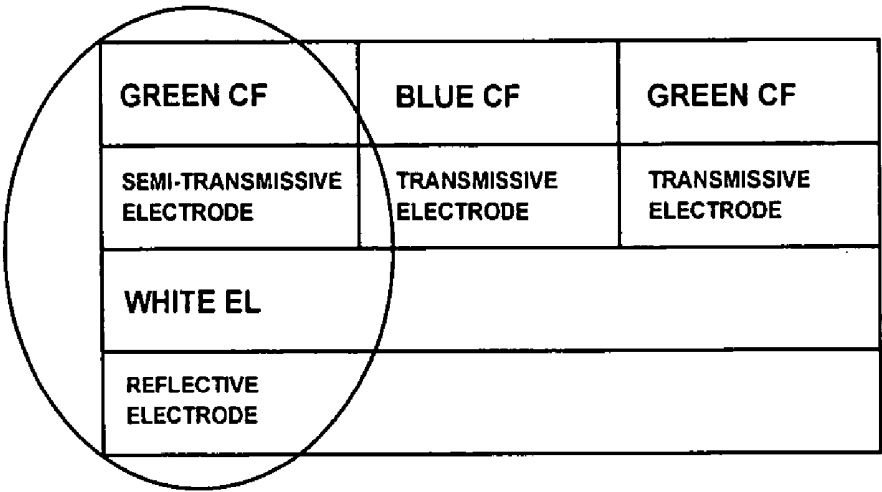 GREEN CF
BLUE CF
GREEN CF
SEMI-TRANSMISSIVE
ELECTRODE
TRANSMISSIVE
ELECTRODE
TRANSMISSIVE
ELECTRODE
WHITE EL
REFLECTIVE
ELECTRODE